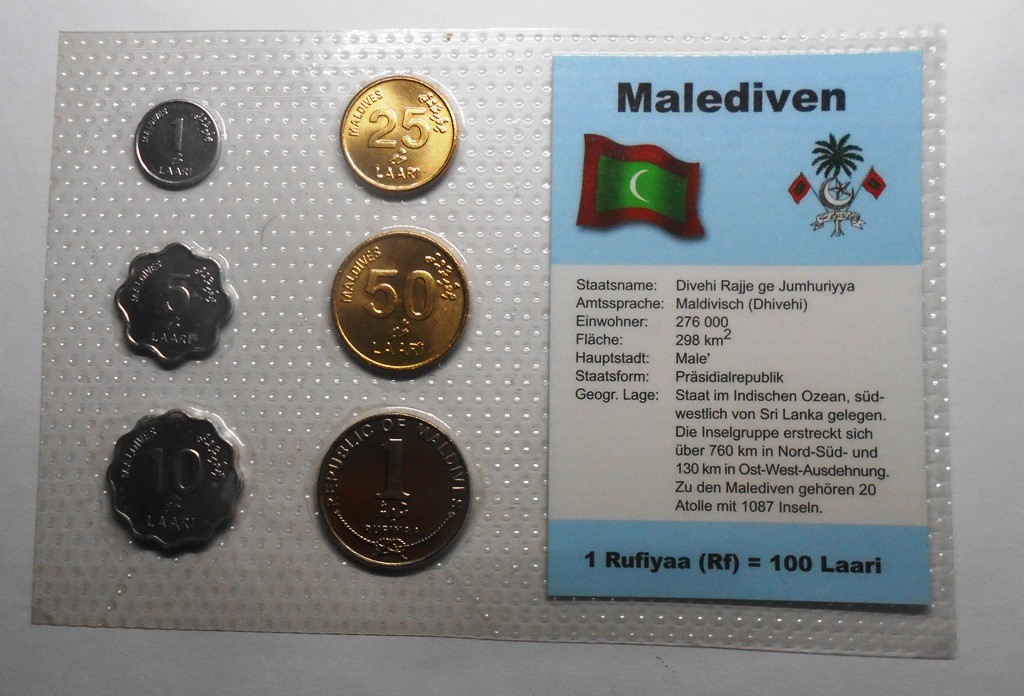 MALDIVES
1
LAARI
MALDIVES
25
LAARI
MALDIVES
5
LAARI
MALDIVES
50
LAARI
MALDIVES
10
LAARI
REPUBLIC OF MALDIVES
1
RUFIYAA
Malediven
Staatsname: Divehi Rajje ge Jumhuriyya
Amtssprache: Maldivisch (Dhivehi)
Einwohner: 276 000
Fläche: 298 km²
Hauptstadt: Male'
Staatsform: Präsidialrepublik
Geogr. Lage: Staat im Indischen Ozean, süd-
westlich von Sri Lanka gelegen.
Die Inselgruppe erstreckt sich
über 760 km in Nord-Süd- und
130 km in Ost-West-Ausdehnung.
Zu den Malediven gehören 20
Atolle mit 1087 Inseln.
1 Rufiyaa (Rf) = 100 Laari